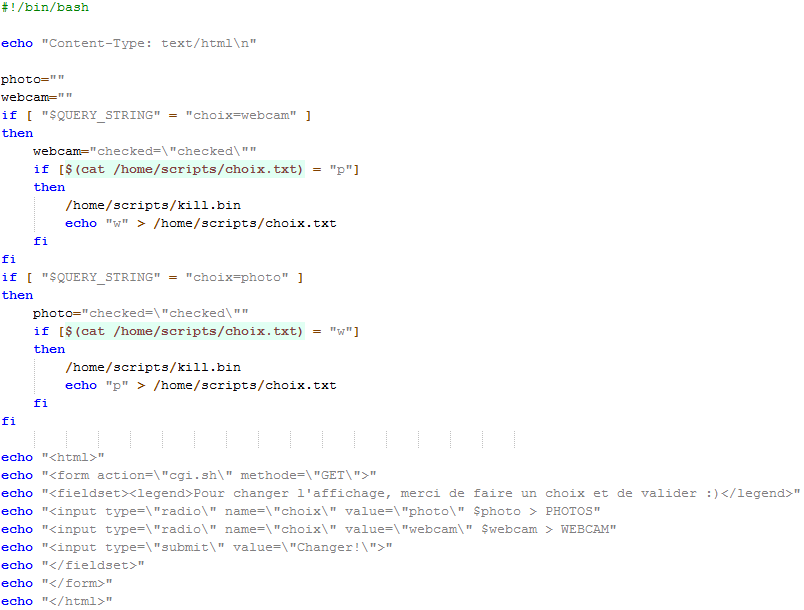 #!/bin/bash
echo "Content-Type: text/html\n"
photo=""
webcam=""
if [ "$QUERY_STRING" = "choix=webcam" ]
then
webcam="checked=\"checked\""
if [$(cat /home/scripts/choix.txt) = "p"]
then
/home/scripts/kill.bin
echo "w" > /home/scripts/choix.txt
fi
fi
if [ "$QUERY_STRING" = "choix=photo" ]
then
photo="checked=\"checked\""
if [$(cat /home/scripts/choix.txt) = "w"]
then
/home/scripts/kill.bin
echo "p" > /home/scripts/choix.txt
fi
fi
echo "<html>"
echo "<form action=\"cgi.sh\" methode=\"GET\">"
echo "<fieldset><legend>Pour changer l'affichage, merci de faire un choix et de valider :)</legend>"
echo "<input type=\"radio\" name=\"choix\" value=\"photo\" $photo > PHOTOS"
echo "<input type=\"radio\" name=\"choix\" value=\"webcam\" $webcam > WEBCAM"
echo "<input type=\"submit\" value=\"Changer!\">"
echo "</fieldset>"
echo "</form>"
echo "</html>"